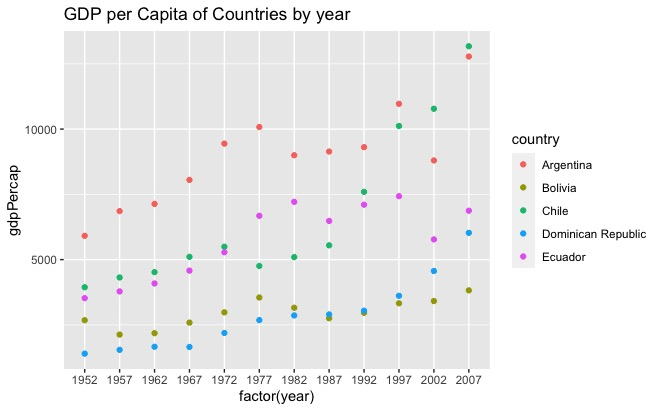 GDP per Capita of Countries by year
gdpPercap
10000
5000
1952 1957 1962 1967 1972 1977 1982 1987 1992 1997 2002 2007
factor(year)
country
Argentina
Bolivia
Chile
Dominican Republic
Ecuador